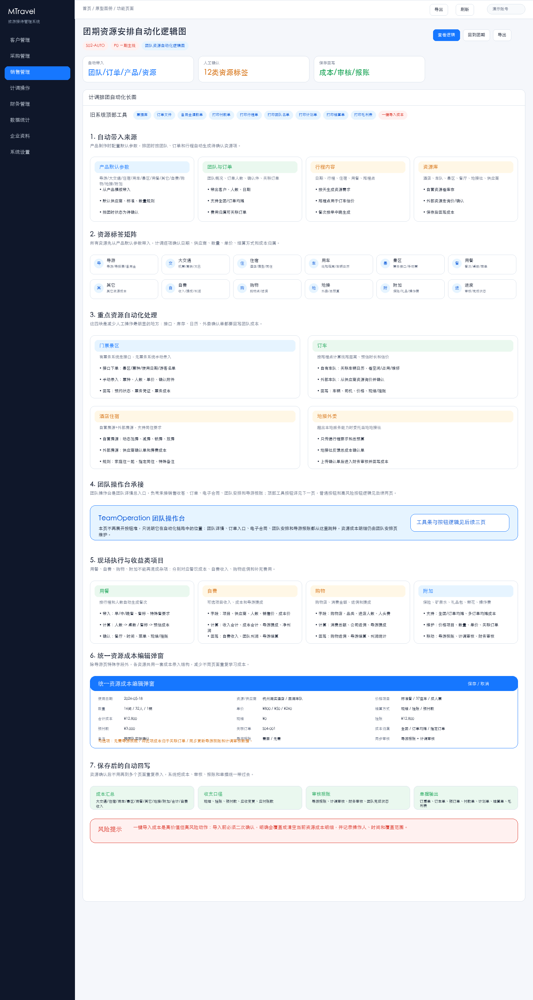 MTravel
旅游接待管理系统
客户管理
采购管理
销售管理
计调操作
财务管理
数据统计
企业资料
系统设置
首页 / 原型图册 / 功能页面
导出
刷新
演示账号
团期资源安排自动化逻辑图
S02-AUTO
P0 一期主线
团队资源自动化逻辑图
查看逻辑
回到团期
导出
自动带入
团队/订单/产品/资源
人工确认
12类资源标签
保存回写
成本/审核/报账
计调排团自动化长图
旧系统顶部工具
票据库
订单文件
备用金请款单
打印付款单
打印行程单
打印团队名单
打印计划单
打印结算单
打印毛利表
一键导入成本
1. 自动带入来源
产品制作时配置默认参数，排团时按团队、订单和行程自动生成待确认资源项。
产品默认参数
导游/大交通/住宿/用车/景区/用餐/其它/自费/购
物/地接/附加
• 从产品模板带入
• 默认供应商、标准、数量规则
• 排团时状态为待确认
团队与订单
团队概况、订单人数、确认件、关联订单
• 带出客户、人数、日期
• 支持全团/订单均摊
• 费用归属可关联订单
行程内容
日期、行程、住宿、用餐、路程点
• 按天生成资源需求
• 路程点用于订车估价
• 餐次按早中晚生成
资源库
酒店、车队、景区、餐厅、地接社、供应商
• 自营资源看库存
• 外部资源走询价/确认
• 保存后回写成本
2. 资源标签矩阵
所有资源先从产品默认参数带入，计调逐项确认日期、供应商、数量、单价、结算方式和成本归属。
导
导游
导游/导服费/备用金
交
大交通
机票/高铁/大巴
住
住宿
酒店/房型/同住
车
用车
线路距离/车辆日历
景
景区
票务接口/手动票
餐
用餐
餐次/桌数/菜单
其
其它
其它资源成本
自
自费
收入/提成/利润
购
购物
购物点/返佣
地
地接
外委/总预算
附
附加
保险/礼品/操作费
进
进度
审核/完成状态
3. 重点资源自动化处理
这四块是减少人工操作最明显的地方：接口、库存、日历、外委确认单都要回写团队成本。
门票景区
有票务系统走接口，无票务系统手动录入
• 接口下单：景区/票种/使用日期/游客名单
• 手动录入：票种、人数、单价、确认附件
• 回写：预约状态、票务凭证、票务成本
订车
按路程点计算线路距离、预估时长和估价
• 自有车队：关联车辆日历，看空闲/占用/维修
• 外部车队：从供应商资源询价并确认
• 回写：车辆、司机、价格、现结/挂账
酒店住宿
自营房源+外部房源，支持同住要求
• 自营房源：动态加房、减房、锁房、放房
• 外部房源：供应商确认单和房费成本
• 规则：家庭住一起、指定同住、特殊备注
地接外委
超出本地服务能力时委托当地地接社
• 只传递行程要求和总预算
• 地接社反馈总成本确认单
• 上传确认单后进入财务审核并回写成本
4. 团队操作台承接
团队操作台是团队详情总入口，负责承接销售收客、订单、电子合同、团队安排和导游报账；顶部工具按钮详见下一页，普通按钮和高风险按钮逻辑见后续两页。
TeamOperation 团队操作台
本页不再展开按钮堆，只说明它在自动化链路中的位置：团队详情、订单入口、电子合同、团队安排和导游报账都从这里跳转，资源成本明细仍由团队安排页
维护。
工具条与按钮逻辑见后续三页
5. 现场执行与收益类项目
用餐、自费、购物、附加不能再混成杂项：分别对应餐饮成本、自费收入、购物返佣和补充费用。
用餐
按行程和人数自动生成餐次
• 带入：早/中/晚餐、餐标、特殊餐要求
• 计算：人数 -> 桌数 / 餐标 -> 预估成本
• 确认：餐厅、时间、菜单、现结/挂账
自费
可选项目收入、成本和导游提成
• 字段：项目、供应商、人数、销售价、成本价
• 计算：收入合计、成本合计、导游提成、净利
润
• 回写：自费收入、团队利润、导游结算
购物
购物店、消费金额、返佣和提成
• 字段：购物店、品类、进店人数、人头费
• 计算：消费总额、公司返佣、导游提成
• 回写：购物返佣、导游结算、利润统计
附加
保险、矿泉水、礼品包、鲜花、操作费
• 支持：全团/订单均摊、多订单均摊成本
• 维护：价格项目、数量、单价、关联订单
• 联动：导游报账、计调审核、财务审核
6. 统一资源成本编辑弹窗
除导游页特殊字段外，各资源共用一套成本录入结构，减少不同页面重复学习成本。
统一资源成本编辑弹窗
保存 / 取消
使用日期 2026-05-18
资源/供应商 杭州湖滨酒店 / 西湖车队
价格项目 标准餐 / 37座车 / 成人票
数量 16间 / 32人 / 1辆
单价 ¥800 / ¥50 / ¥260
结算方式 现结 / 挂账 / 预付款
合计成本 ¥12,800
现结 ¥0
挂账 ¥12,800
预付款 ¥3,000
关联订单 S04-001
成本归属 全团 / 订单均摊 / 指定订单
备注 按团队实际确认
导游报账 需要 / 无需
同步审核 导游报账 + 计调审核
勾选项：无需导游报账 / 将此项成本归于关联订单 / 同步更新导游报账和计调审核数据。
7. 保存后的自动回写
资源确认后不用再到多个页面重复录入，系统把成本、审核、报账和单据统一带过去。
成本汇总
大交通/住宿/用车/景区/用餐/其它/地接/附加/合计/自费
收入
收支口径
现结、挂账、预付款、应收变更、应付账款
审核报账
导游报账、计调审核、财务审核、团队完成状态
单据输出
订房单、订车单、预订单、付款单、计划单、结算单、毛
利表
风险提示
一键导入成本是高价值但高风险动作：导入前必须二次确认，明确会覆盖或清空当前资源成本明细，并记录操作人、时间和覆盖范围。